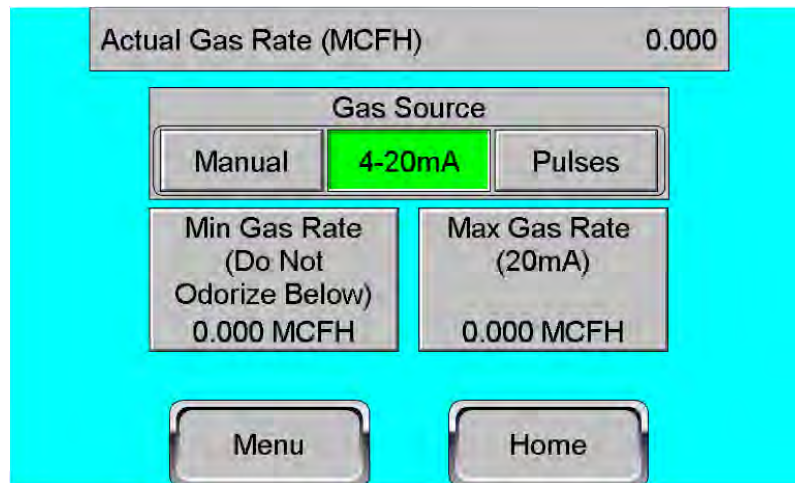 Actual Gas Rate (MCFH) 0.000
Gas Source
Manual 4-20mA Pulses
Min Gas Rate
(Do Not
Odorize Below)
0.000 MCFH
Max Gas Rate
(20mA)
0.000 MCFH
Menu Home